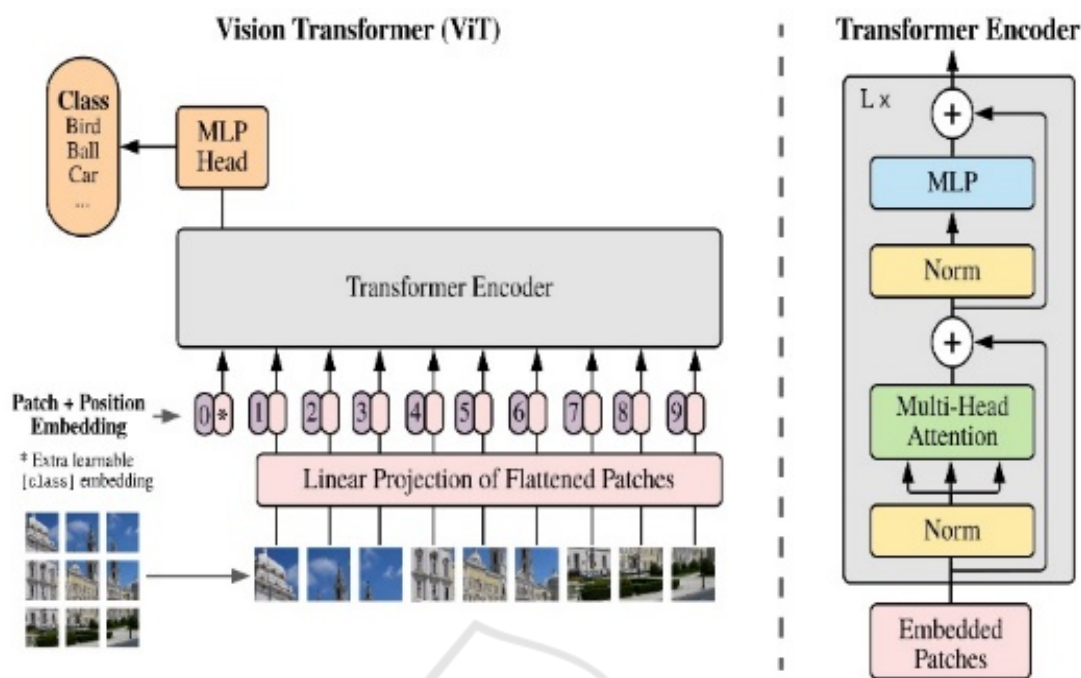 Vision Transformer (ViT)
Class
Bird
Ball
Car
...
MLP
Head
Transformer Encoder
Patch + Position
Embedding
* Extra learnable
[class] embedding
0 * 1 2 3 4 5 6 7 8 9
Linear Projection of Flattened Patches
Transformer Encoder
L x
+
MLP
Norm
+
Multi-Head
Attention
Norm
Embedded
Patches